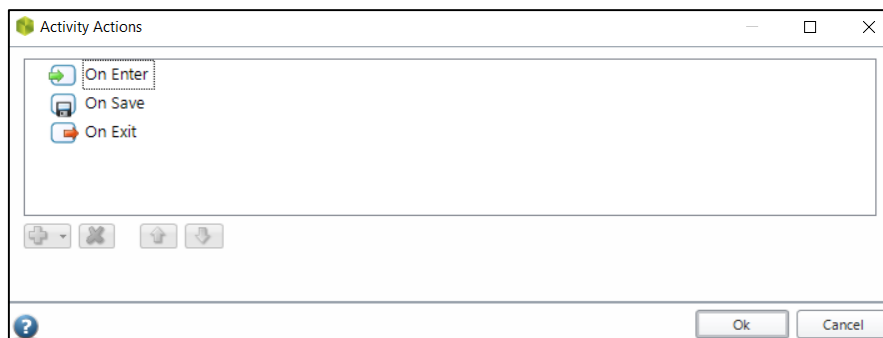 Activity Actions
On Enter
On Save
On Exit
?
Ok Cancel